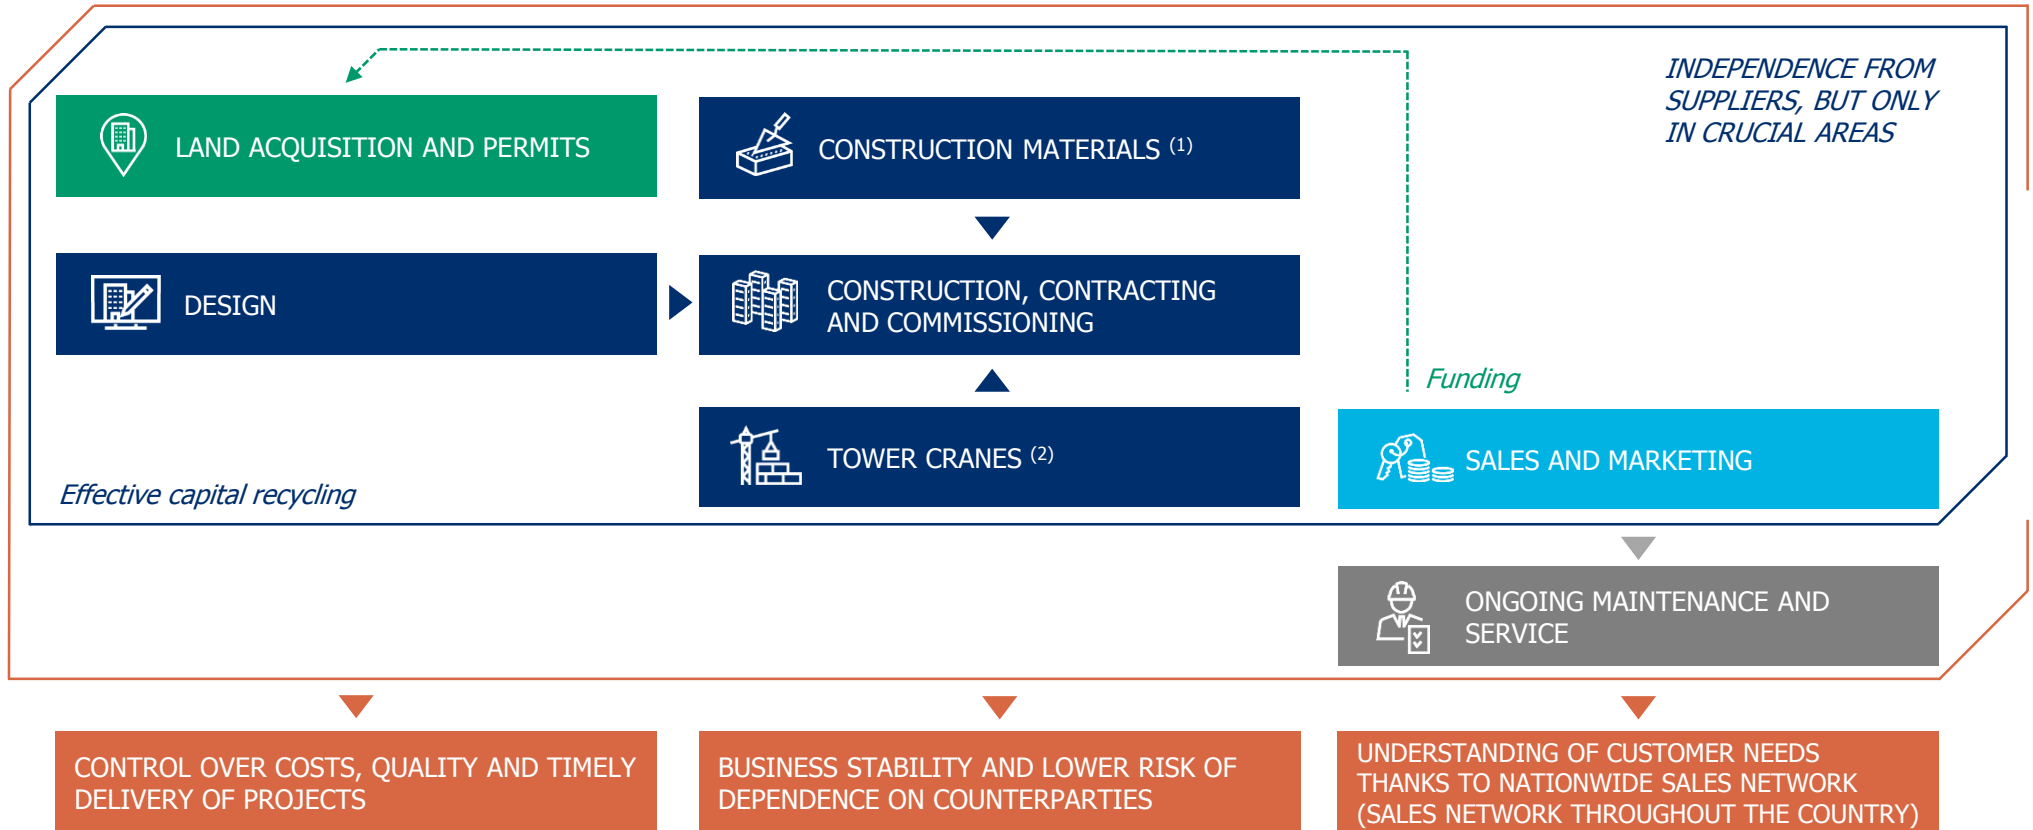 INDEPENDENCE FROM
SUPPLIERS, BUT ONLY
IN CRUCIAL AREAS
LAND ACQUISITION AND PERMITS
CONSTRUCTION MATERIALS (1)
DESIGN
CONSTRUCTION, CONTRACTING
AND COMMISSIONING
Funding
TOWER CRANES (2)
SALES AND MARKETING
Effective capital recycling
ONGOING MAINTENANCE AND
SERVICE
CONTROL OVER COSTS, QUALITY AND TIMELY
DELIVERY OF PROJECTS
BUSINESS STABILITY AND LOWER RISK OF
DEPENDENCE ON COUNTERPARTIES
UNDERSTANDING OF CUSTOMER NEEDS
THANKS TO NATIONWIDE SALES NETWORK
(SALES NETWORK THROUGHOUT THE COUNTRY)